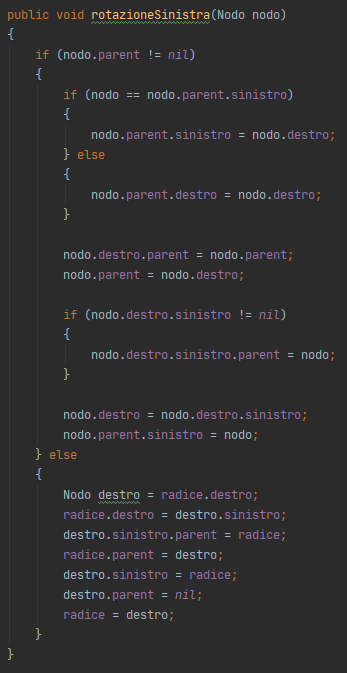 public void rotazioneSinistra(Nodo nodo)
{
    if (nodo.parent != nil)
    {
        if (nodo == nodo.parent.sinistro)
        {
            nodo.parent.sinistro = nodo.destro;
        } else
        {
            nodo.parent.destro = nodo.destro;
        }

        nodo.destro.parent = nodo.parent;
        nodo.parent = nodo.destro;

        if (nodo.destro.sinistro != nil)
        {
            nodo.destro.sinistro.parent = nodo;
        }

        nodo.destro = nodo.destro.sinistro;
        nodo.parent.sinistro = nodo;
    } else
    {
        Nodo destro = radice.destro;
        radice.destro = destro.sinistro;
        destro.sinistro.parent = radice;
        radice.parent = destro;
        destro.sinistro = radice;
        destro.parent = nil;
        radice = destro;
    }
}